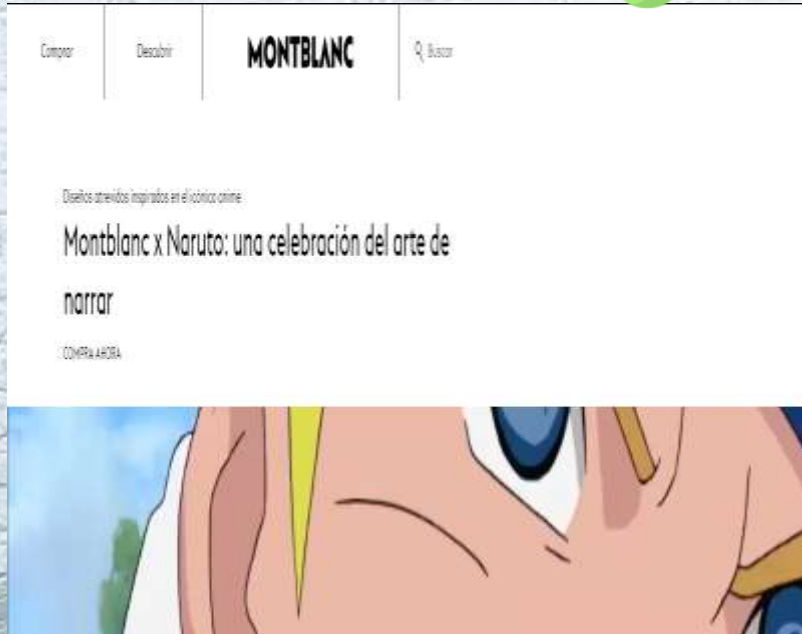 Comprar
Descubrir
MONTBLANC
Buscar
Diseños atrevidos inspirados en el icónico anime
Montblanc x Naruto: una celebración del arte de
narrar
COMPRA AHORA